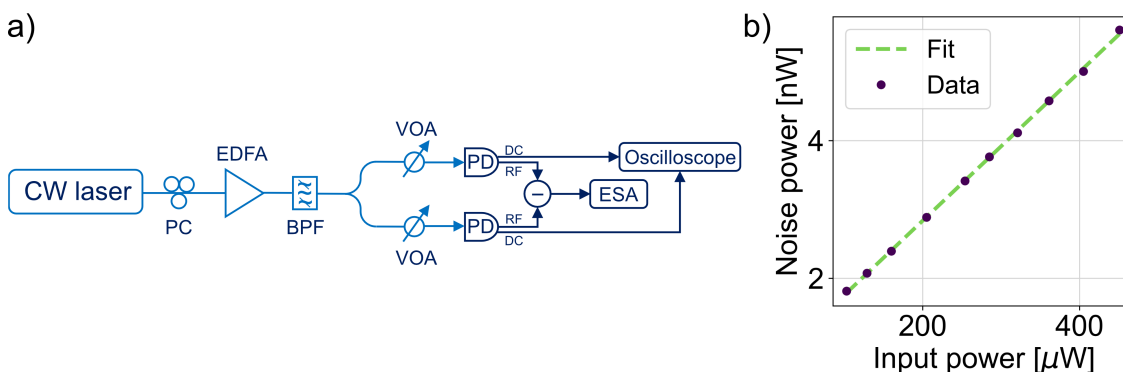 a)
CW laser
PC
EDFA
BPF
VOA
VOA
PD
DC
RF
PD
RF
DC
−
ESA
Oscilloscope
b)
Noise power [nW]
4
2
Fit
Data
200
400
Input power [μW]